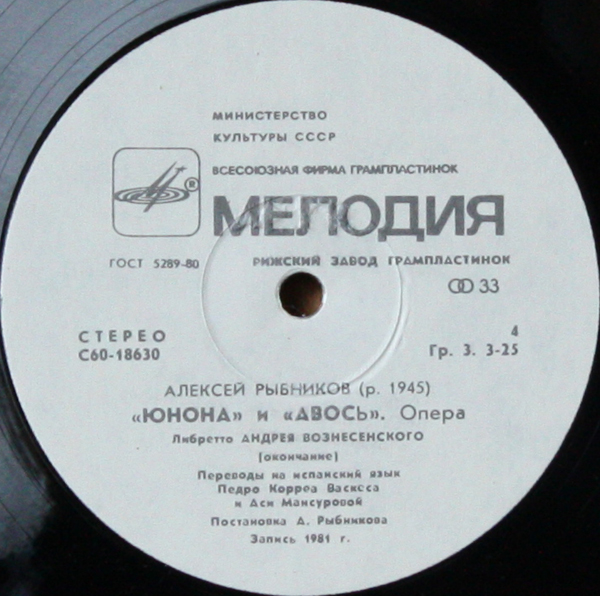 МИНИСТЕРСТВО
КУЛЬТУРЫ СССР
ВСЕСОЮЗНАЯ ФИРМА ГРАМПЛАСТИНОК
®
МЕЛОДИЯ
ГОСТ 5289-80 РИЖСКИЙ ЗАВОД ГРАМПЛАСТИНОК
33
СТЕРЕО 4
С60-18630 Гр. 3. 3-25
АЛЕКСЕЙ РЫБНИКОВ (р. 1945)
«ЮНОНА» и «АВОСЬ». Опера
Либретто АНДРЕЯ ВОЗНЕСЕНСКОГО
(окончание)
Переводы на испанский язык
Педро Корреа Васкеса
и Аси Мансуровой
Постановка А. Рыбникова
Запись 1981 г.